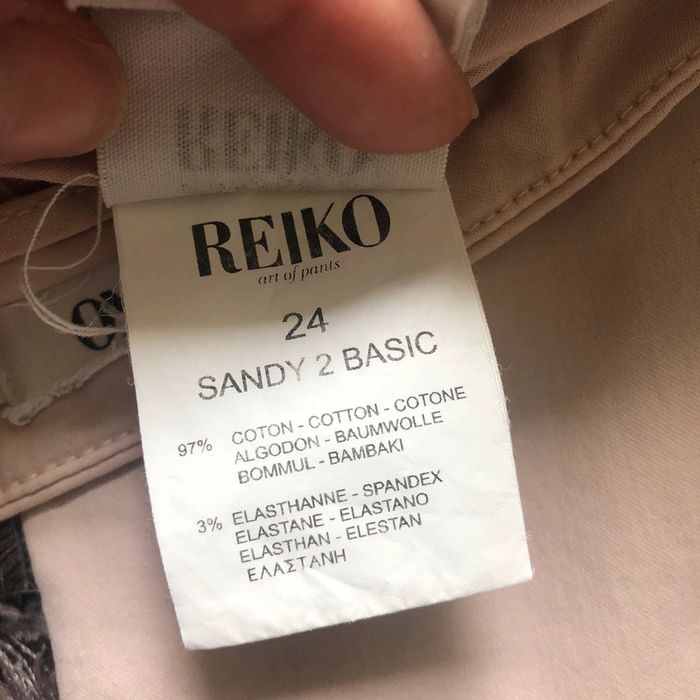 REIKO
REIKO
art of pants
24
SANDY 2 BASIC
97% COTON - COTTON - COTONE
ALGODON - BAUMWOLLE
BOMMUL - BAMBAKI
3% ELASTHANNE - SPANDEX
ELASTANE - ELASTANO
ELASTHAN - ELESTAN
ΕΛΑΣΤΑΝΗ